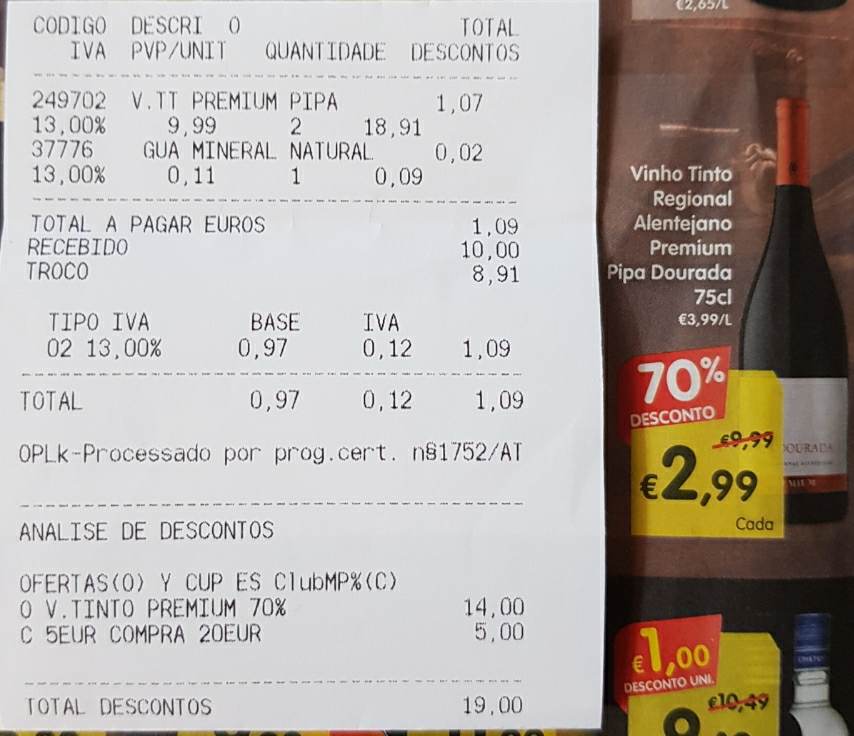 CODIGO DESCRI O TOTAL
IVA PVP/UNIT QUANTIDADE DESCONTOS
249702 V.TT PREMIUM PIPA 1,07
13,00% 9,99 2 18,91
37776 GUA MINERAL NATURAL 0,02
13,00% 0,11 1 0,09
TOTAL A PAGAR EUROS 1,09
RECEBIDO 10,00
TROCO 8,91
TIPO IVA BASE IVA
02 13,00% 0,97 0,12 1,09
TOTAL 0,97 0,12 1,09
OPLk-Processado por prog.cert. n§1752/AT
ANALISE DE DESCONTOS
OFERTAS(O) Y CUP ES ClubMP%(C)
O V.TINTO PREMIUM 70% 14,00
C 5EUR COMPRA 20EUR 5,00
TOTAL DESCONTOS 19,00
€2,65/L
Vinho Tinto
Regional
Alentejano
Premium
Pipa Dourada
75cl
€3,99/L
70%
DESCONTO
€9,99
€2,99
Cada
DOURADA
€1,00
DESCONTO UNI.
€10,49